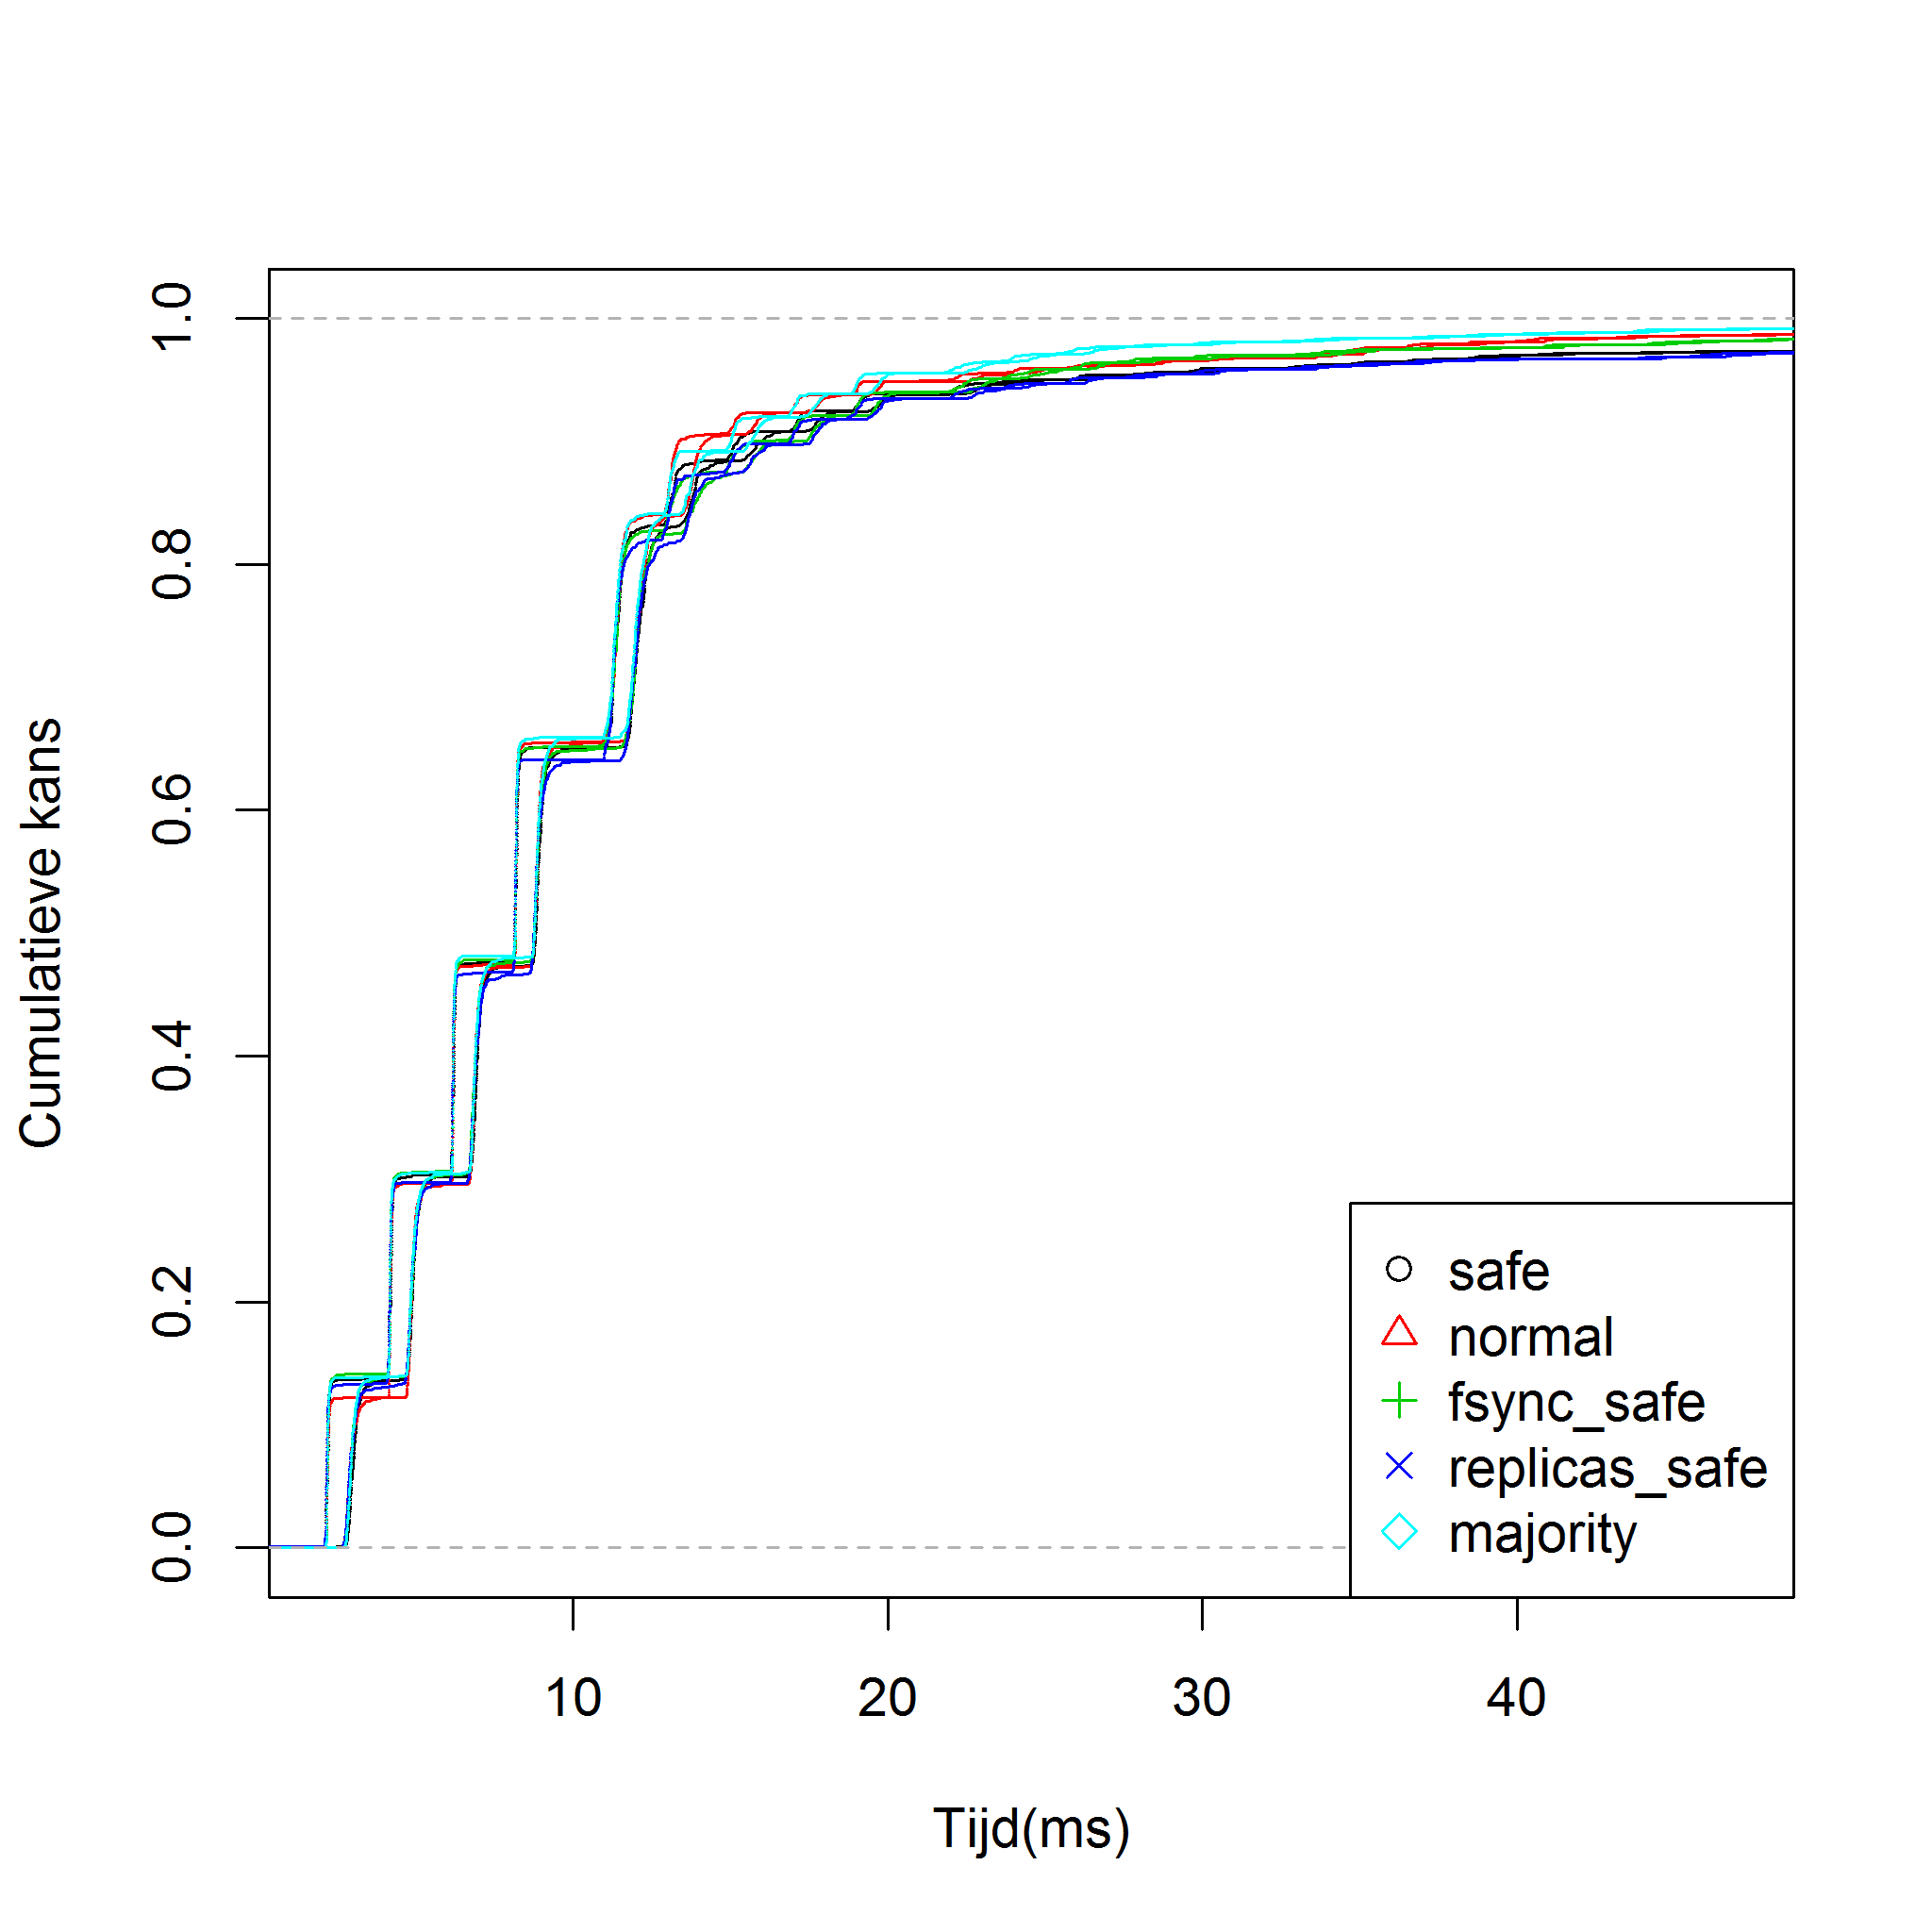 Cumulatieve kans
1.0
0.8
0.6
0.4
0.2
0.0
safe
normal
fsync_safe
replicas_safe
majority
10 20 30 40
Tijd(ms)